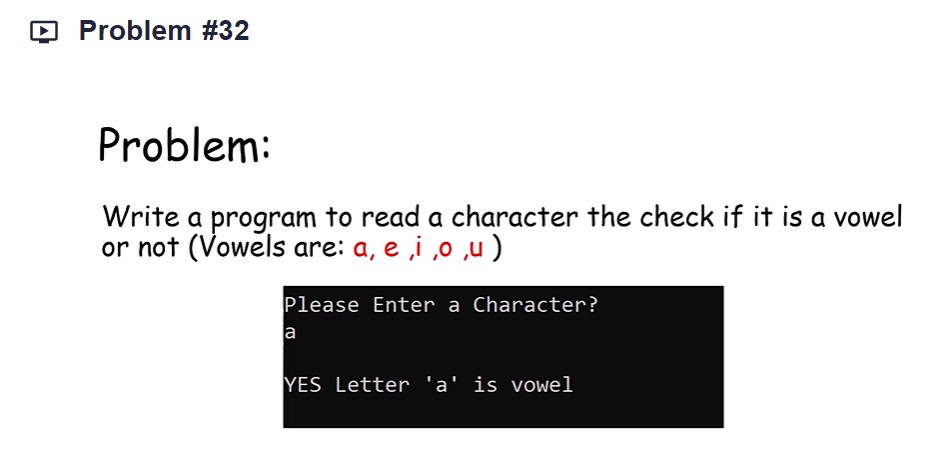 Problem #32
Problem:
Write a program to read a character the check if it is a vowel
or not (Vowels are: a, e ,i ,o ,u )
Please Enter a Character?
a
YES Letter 'a' is vowel